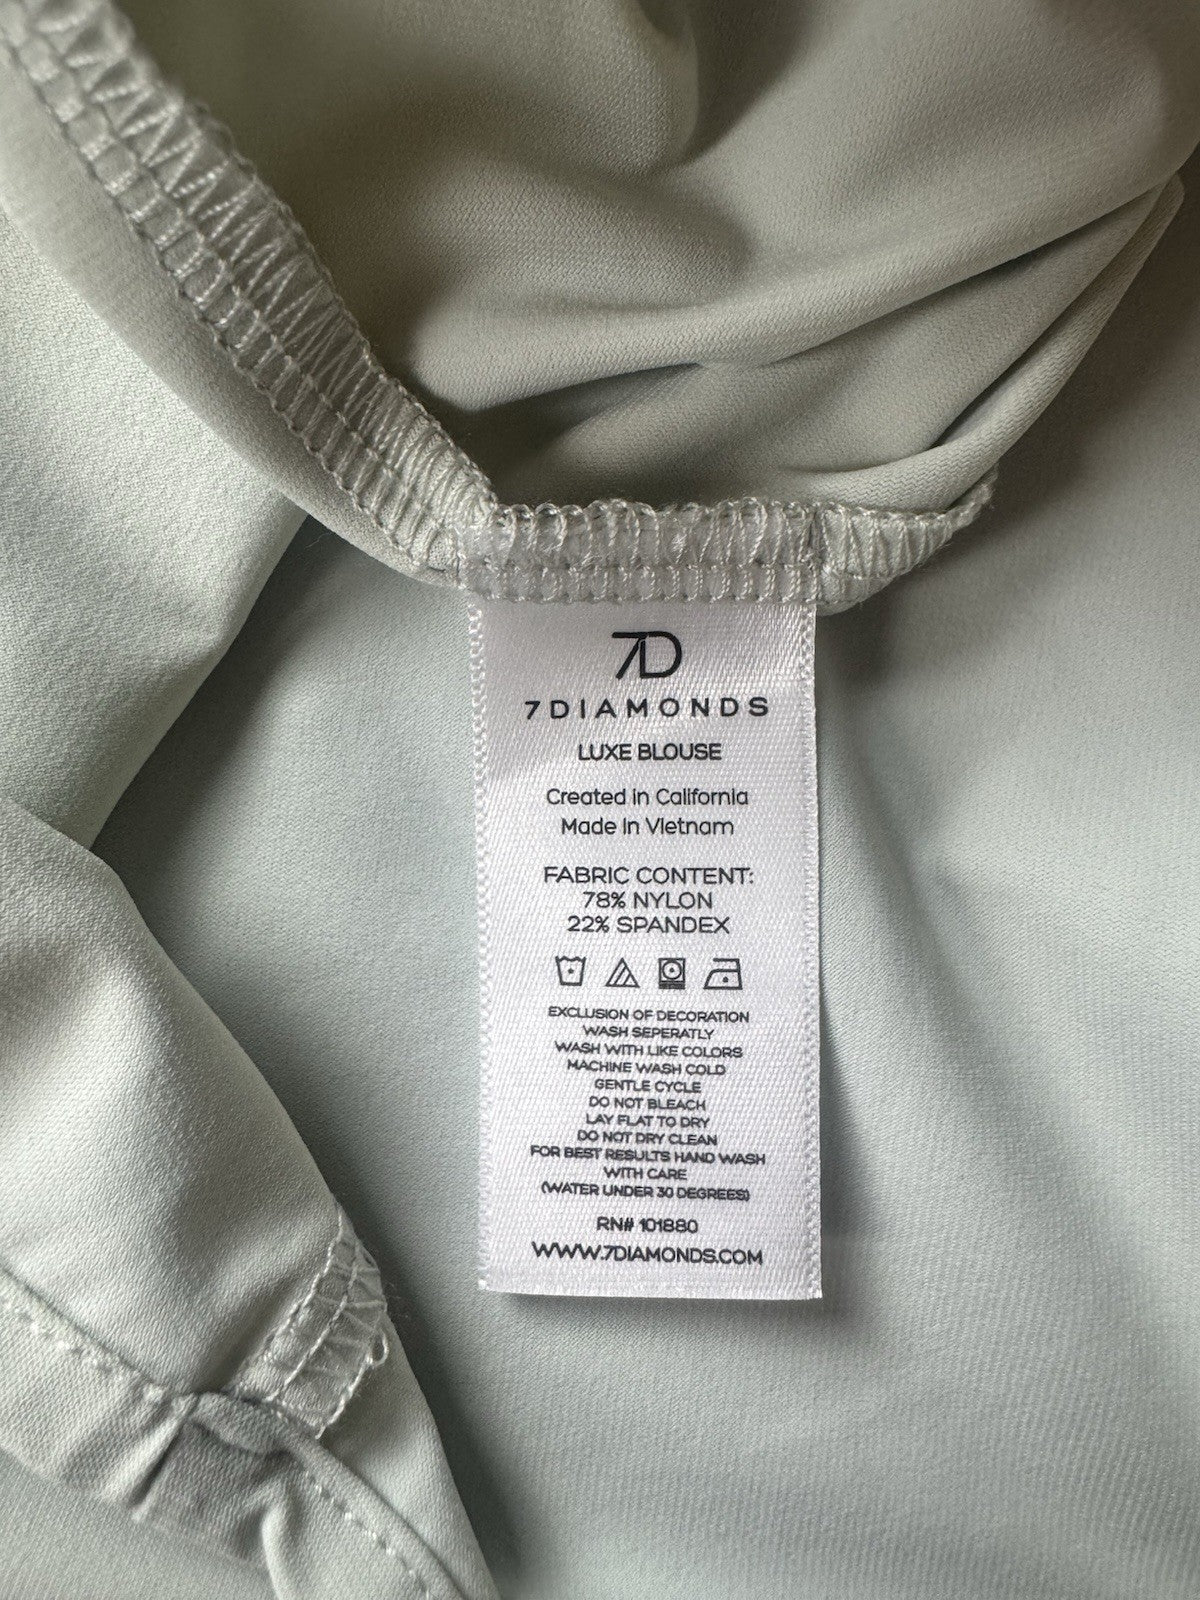 7D
7DIAMONDS
LUXE BLOUSE
Created in California
Made in Vietnam
FABRIC CONTENT:
78% NYLON
22% SPANDEX
EXCLUSION OF DECORATION
WASH SEPERATLY
WASH WITH LIKE COLORS
MACHINE WASH COLD
GENTLE CYCLE
DO NOT BLEACH
LAY FLAT TO DRY
DO NOT DRY CLEAN
FOR BEST RESULTS HAND WASH
WITH CARE
(WATER UNDER 30 DEGREES)
RN# 101880
WWW.7DIAMONDS.COM